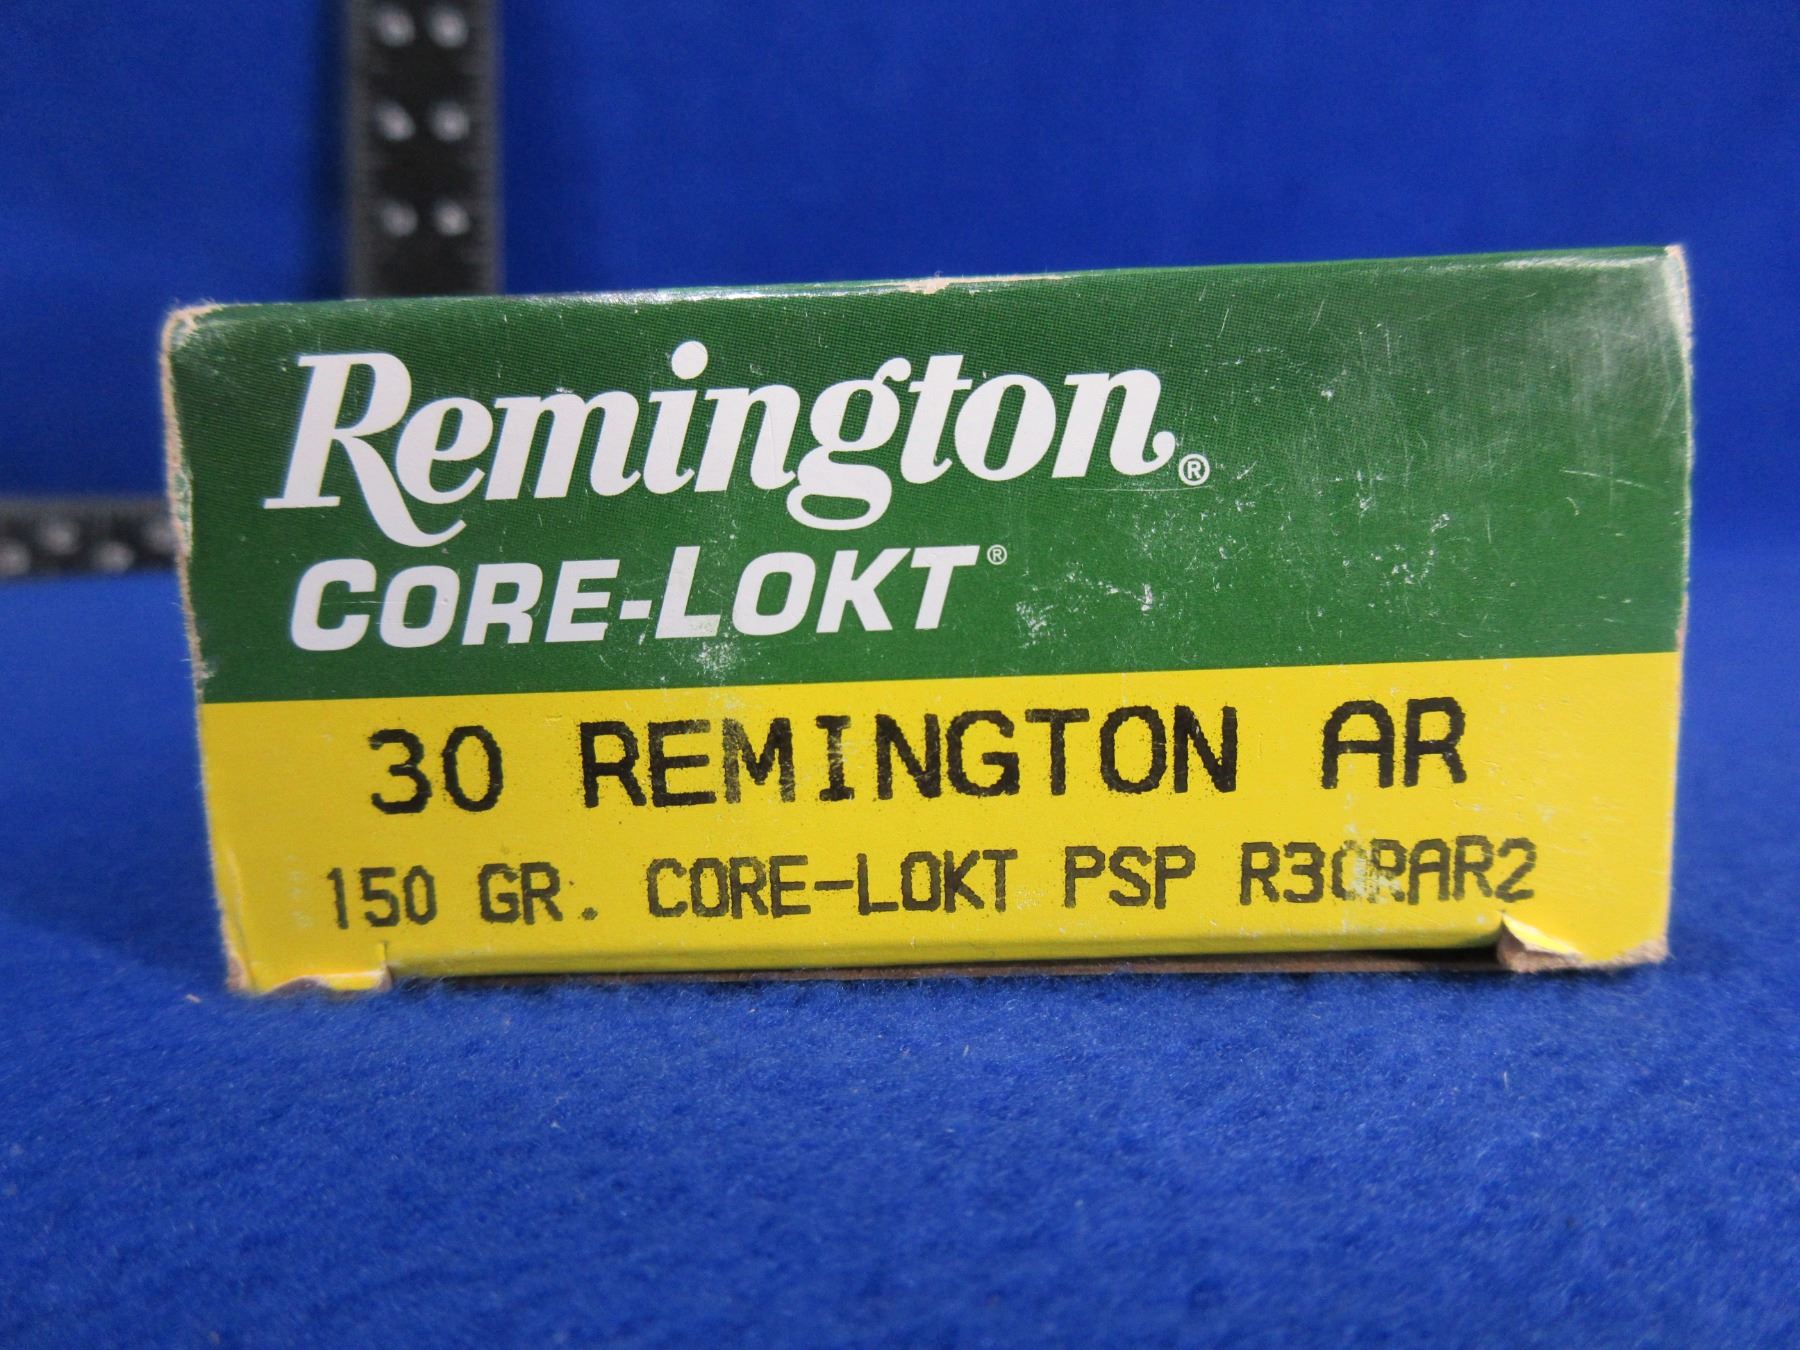 Remington®
CORE-LOKT®
30 REMINGTON AR
150 GR. CORE-LOKT PSP R30RAR2